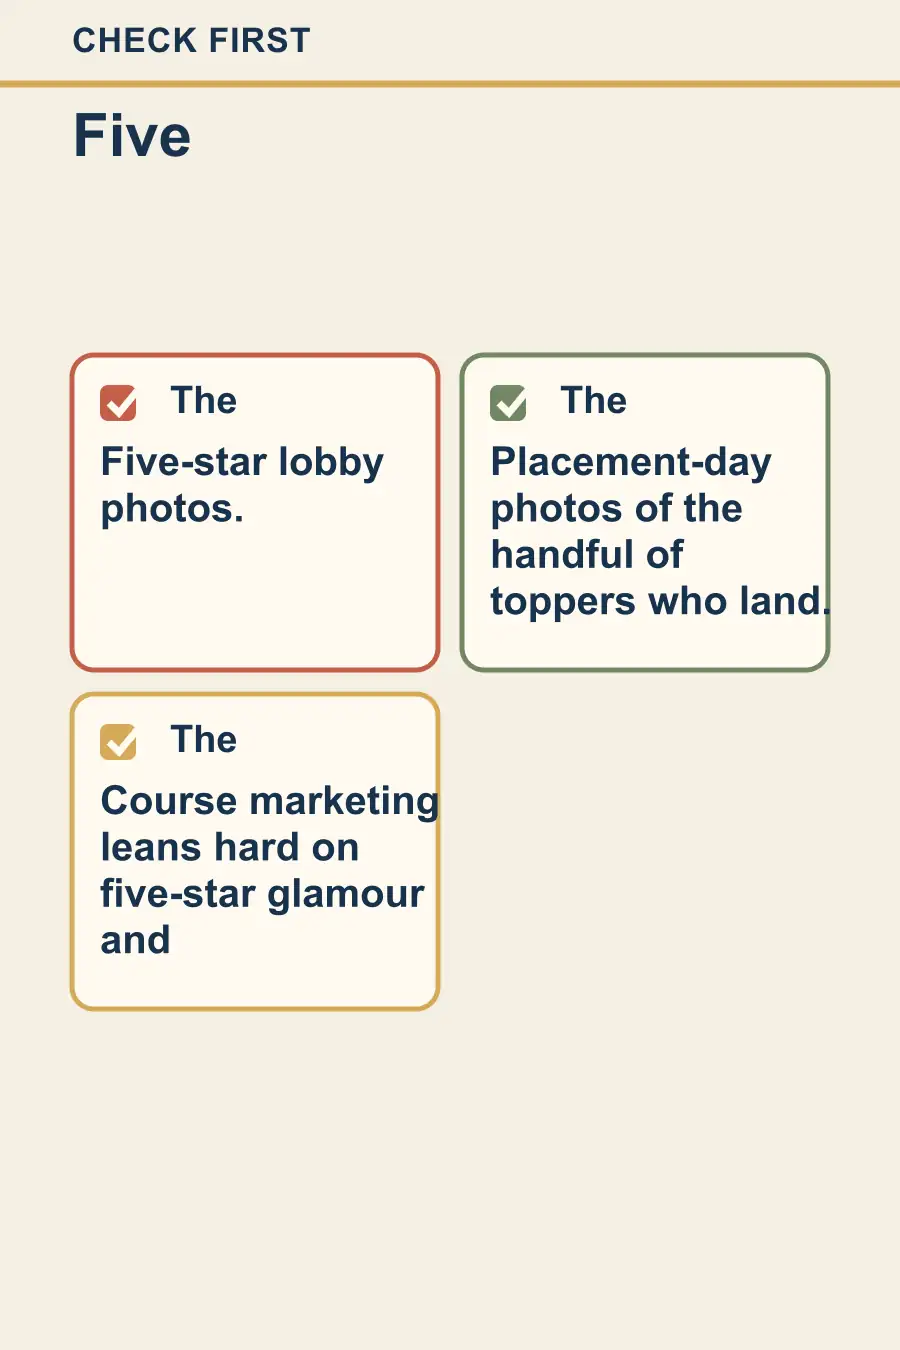 CHECK FIRST
Five
The
Five-star lobby
photos.
The
Placement-day
photos of the
handful of
toppers who land.
The
Course marketing
leans hard on
five-star glamour
and